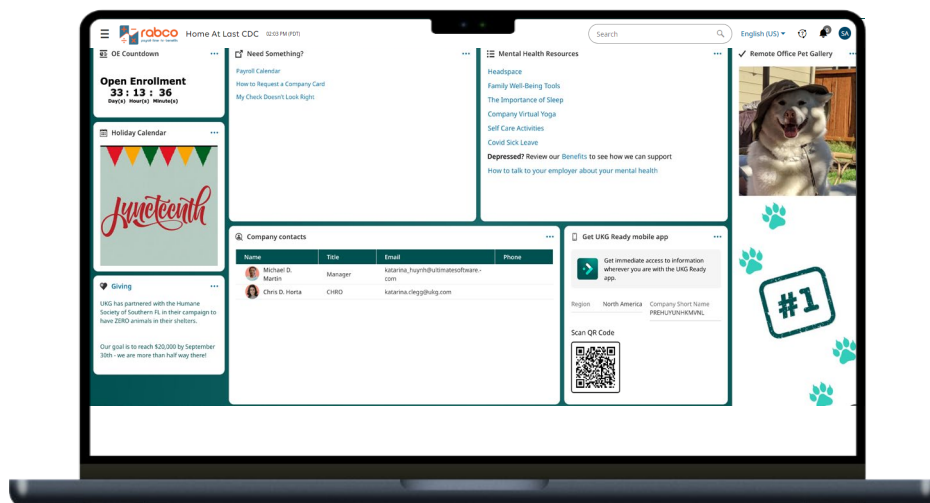 rabco
Home At Last CDC
02:03 PM (PDT)
Search
English (US)
SA
OE Countdown
Open Enrollment
33 : 13 : 36
Day(s) Hour(s) Minute(s)
Holiday Calendar
Juneteenth
Giving
UKG has partnered with the Humane
Society of Southern FL in their campaign to
have ZERO animals in their shelters.
Our goal is to reach $20,000 by September
30th - we are more than half way there!
Need Something?
Payroll Calendar
How to Request a Company Card
My Check Doesn't Look Right
Mental Health Resources
Headspace
Family Well-Being Tools
The Importance of Sleep
Company Virtual Yoga
Self Care Activities
Covid Sick Leave
Depressed? Review our Benefits to see how we can support
How to talk to your employer about your mental health
Company contacts
Name Title Email Phone
Michael D.
Martin
Manager
katarina_huynh@ultimatesoftware.-
com
Chris D. Horta CHRO katarina.clegg@ukg.com
Get UKG Ready mobile app
Get immediate access to information
wherever you are with the UKG Ready
app.
Region North America Company Short Name
PREHUYUNHKMVNL
Scan QR Code
Remote Office Pet Gallery
#1